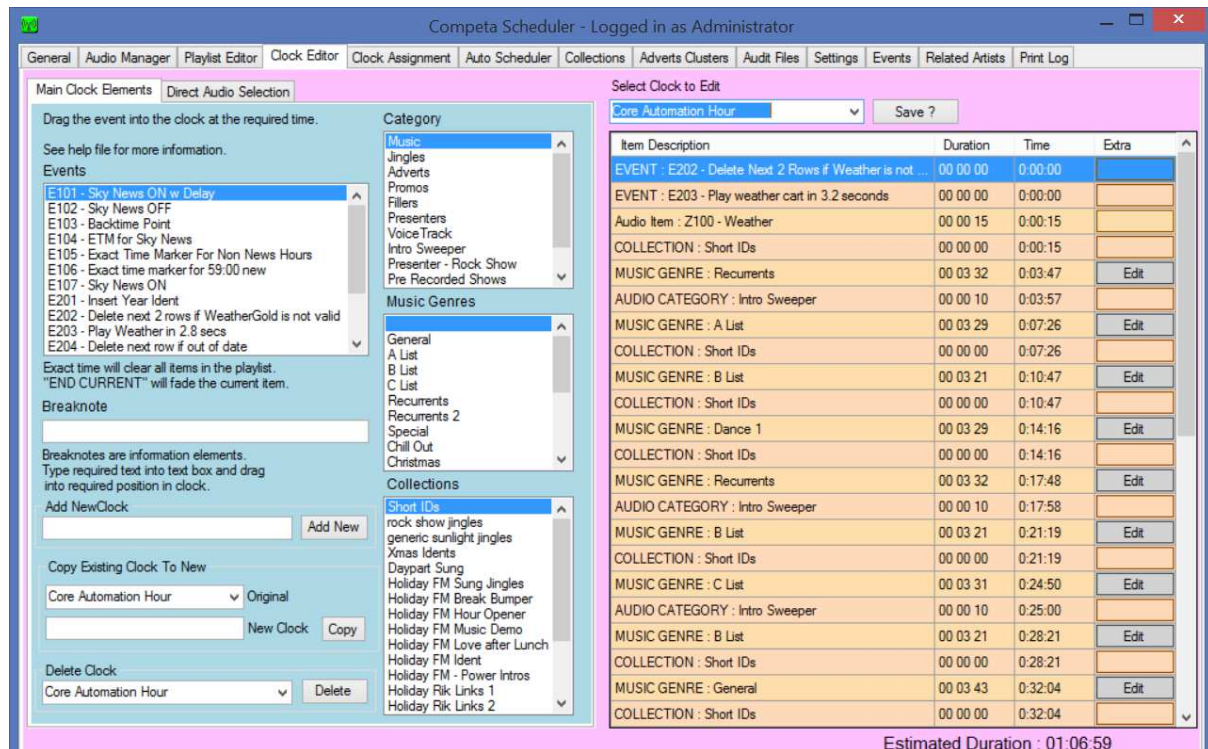 Competa Scheduler - Logged in as Administrator
General Audio Manager Playlist Editor Clock Editor Clock Assignment Auto Scheduler Collections Adverts Clusters Audit Files Settings Events Related Artists Print Log
Main Clock Elements Direct Audio Selection
Drag the event into the clock at the required time.
See help file for more information.
Events
E101 - Sky News ON w Delay
E102 - Sky News OFF
E103 - Backtime Point
E104 - ETM for Sky News
E105 - Exact Time Marker For Non News Hours
E106 - Exact time marker for 59:00 new
E107 - Sky News ON
E201 - Insert Year Ident
E202 - Delete next 2 rows if WeatherGold is not valid
E203 - Play Weather in 2.8 secs
E204 - Delete next row if out of date
Exact time will clear all items in the playlist.
"END CURRENT" will fade the current item.
Breaknote
Breaknotes are information elements.
Type required text into text box and drag
into required position in clock.
Add NewClock
Add New
Copy Existing Clock To New
Core Automation Hour Original
New Clock Copy
Delete Clock
Core Automation Hour Delete
Category
Music
Jingles
Adverts
Promos
Fillers
Presenters
VoiceTrack
Intro Sweeper
Presenter - Rock Show
Pre Recorded Shows
Music Genres
General
A List
B List
C List
Recurrents
Recurrents 2
Special
Chill Out
Christmas
Collections
Short IDs
rock show jingles
generic sunlight jingles
Xmas Idents
Daypart Sung
Holiday FM Sung Jingles
Holiday FM Break Bumper
Holiday FM Hour Opener
Holiday FM Music Demo
Holiday FM Love after Lunch
Holiday FM Ident
Holiday FM - Power Intros
Holiday Rik Links 1
Holiday Rik Links 2
Select Clock to Edit
Core Automation Hour Save ?
Item Description Duration Time Extra
EVENT : E202 - Delete Next 2 Rows if Weather is not ... 00 00 00 0:00:00
EVENT : E203 - Play weather cart in 3.2 seconds 00 00 00 0:00:00
Audio Item : Z100 - Weather 00 00 15 0:00:15
COLLECTION : Short IDs 00 00 00 0:00:15
MUSIC GENRE : Recurrents 00 03 32 0:03:47 Edit
AUDIO CATEGORY : Intro Sweeper 00 00 10 0:03:57
MUSIC GENRE : A List 00 03 29 0:07:26 Edit
COLLECTION : Short IDs 00 00 00 0:07:26
MUSIC GENRE : B List 00 03 21 0:10:47 Edit
COLLECTION : Short IDs 00 00 00 0:10:47
MUSIC GENRE : Dance 1 00 03 29 0:14:16 Edit
COLLECTION : Short IDs 00 00 00 0:14:16
MUSIC GENRE : Recurrents 00 03 32 0:17:48 Edit
AUDIO CATEGORY : Intro Sweeper 00 00 10 0:17:58
MUSIC GENRE : B List 00 03 21 0:21:19 Edit
COLLECTION : Short IDs 00 00 00 0:21:19
MUSIC GENRE : C List 00 03 31 0:24:50 Edit
AUDIO CATEGORY : Intro Sweeper 00 00 10 0:25:00
MUSIC GENRE : B List 00 03 21 0:28:21 Edit
COLLECTION : Short IDs 00 00 00 0:28:21
MUSIC GENRE : General 00 03 43 0:32:04 Edit
COLLECTION : Short IDs 00 00 00 0:32:04
Estimated Duration : 01:06:59